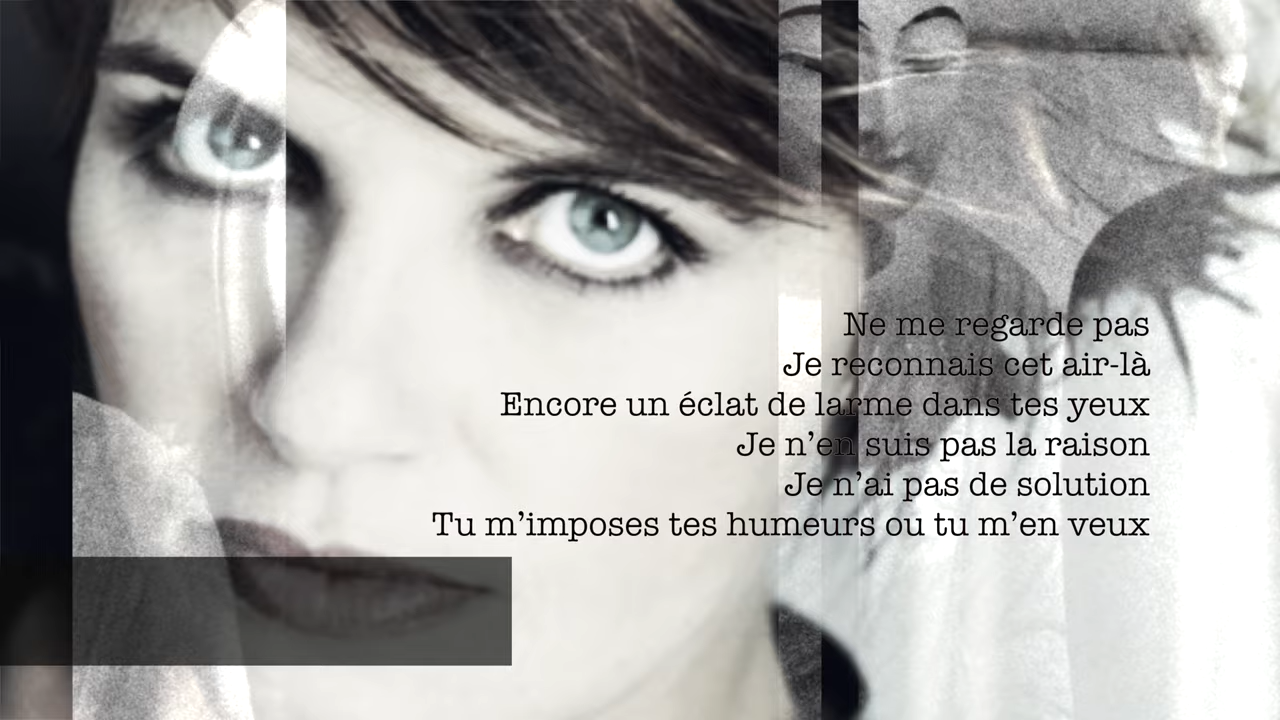 Ne me regarde pas
Je reconnais cet air-là
Encore un éclat de larme dans tes yeux
Je n’en suis pas la raison
Je n’ai pas de solution
Tu m’imposes tes humeurs ou tu m’en veux